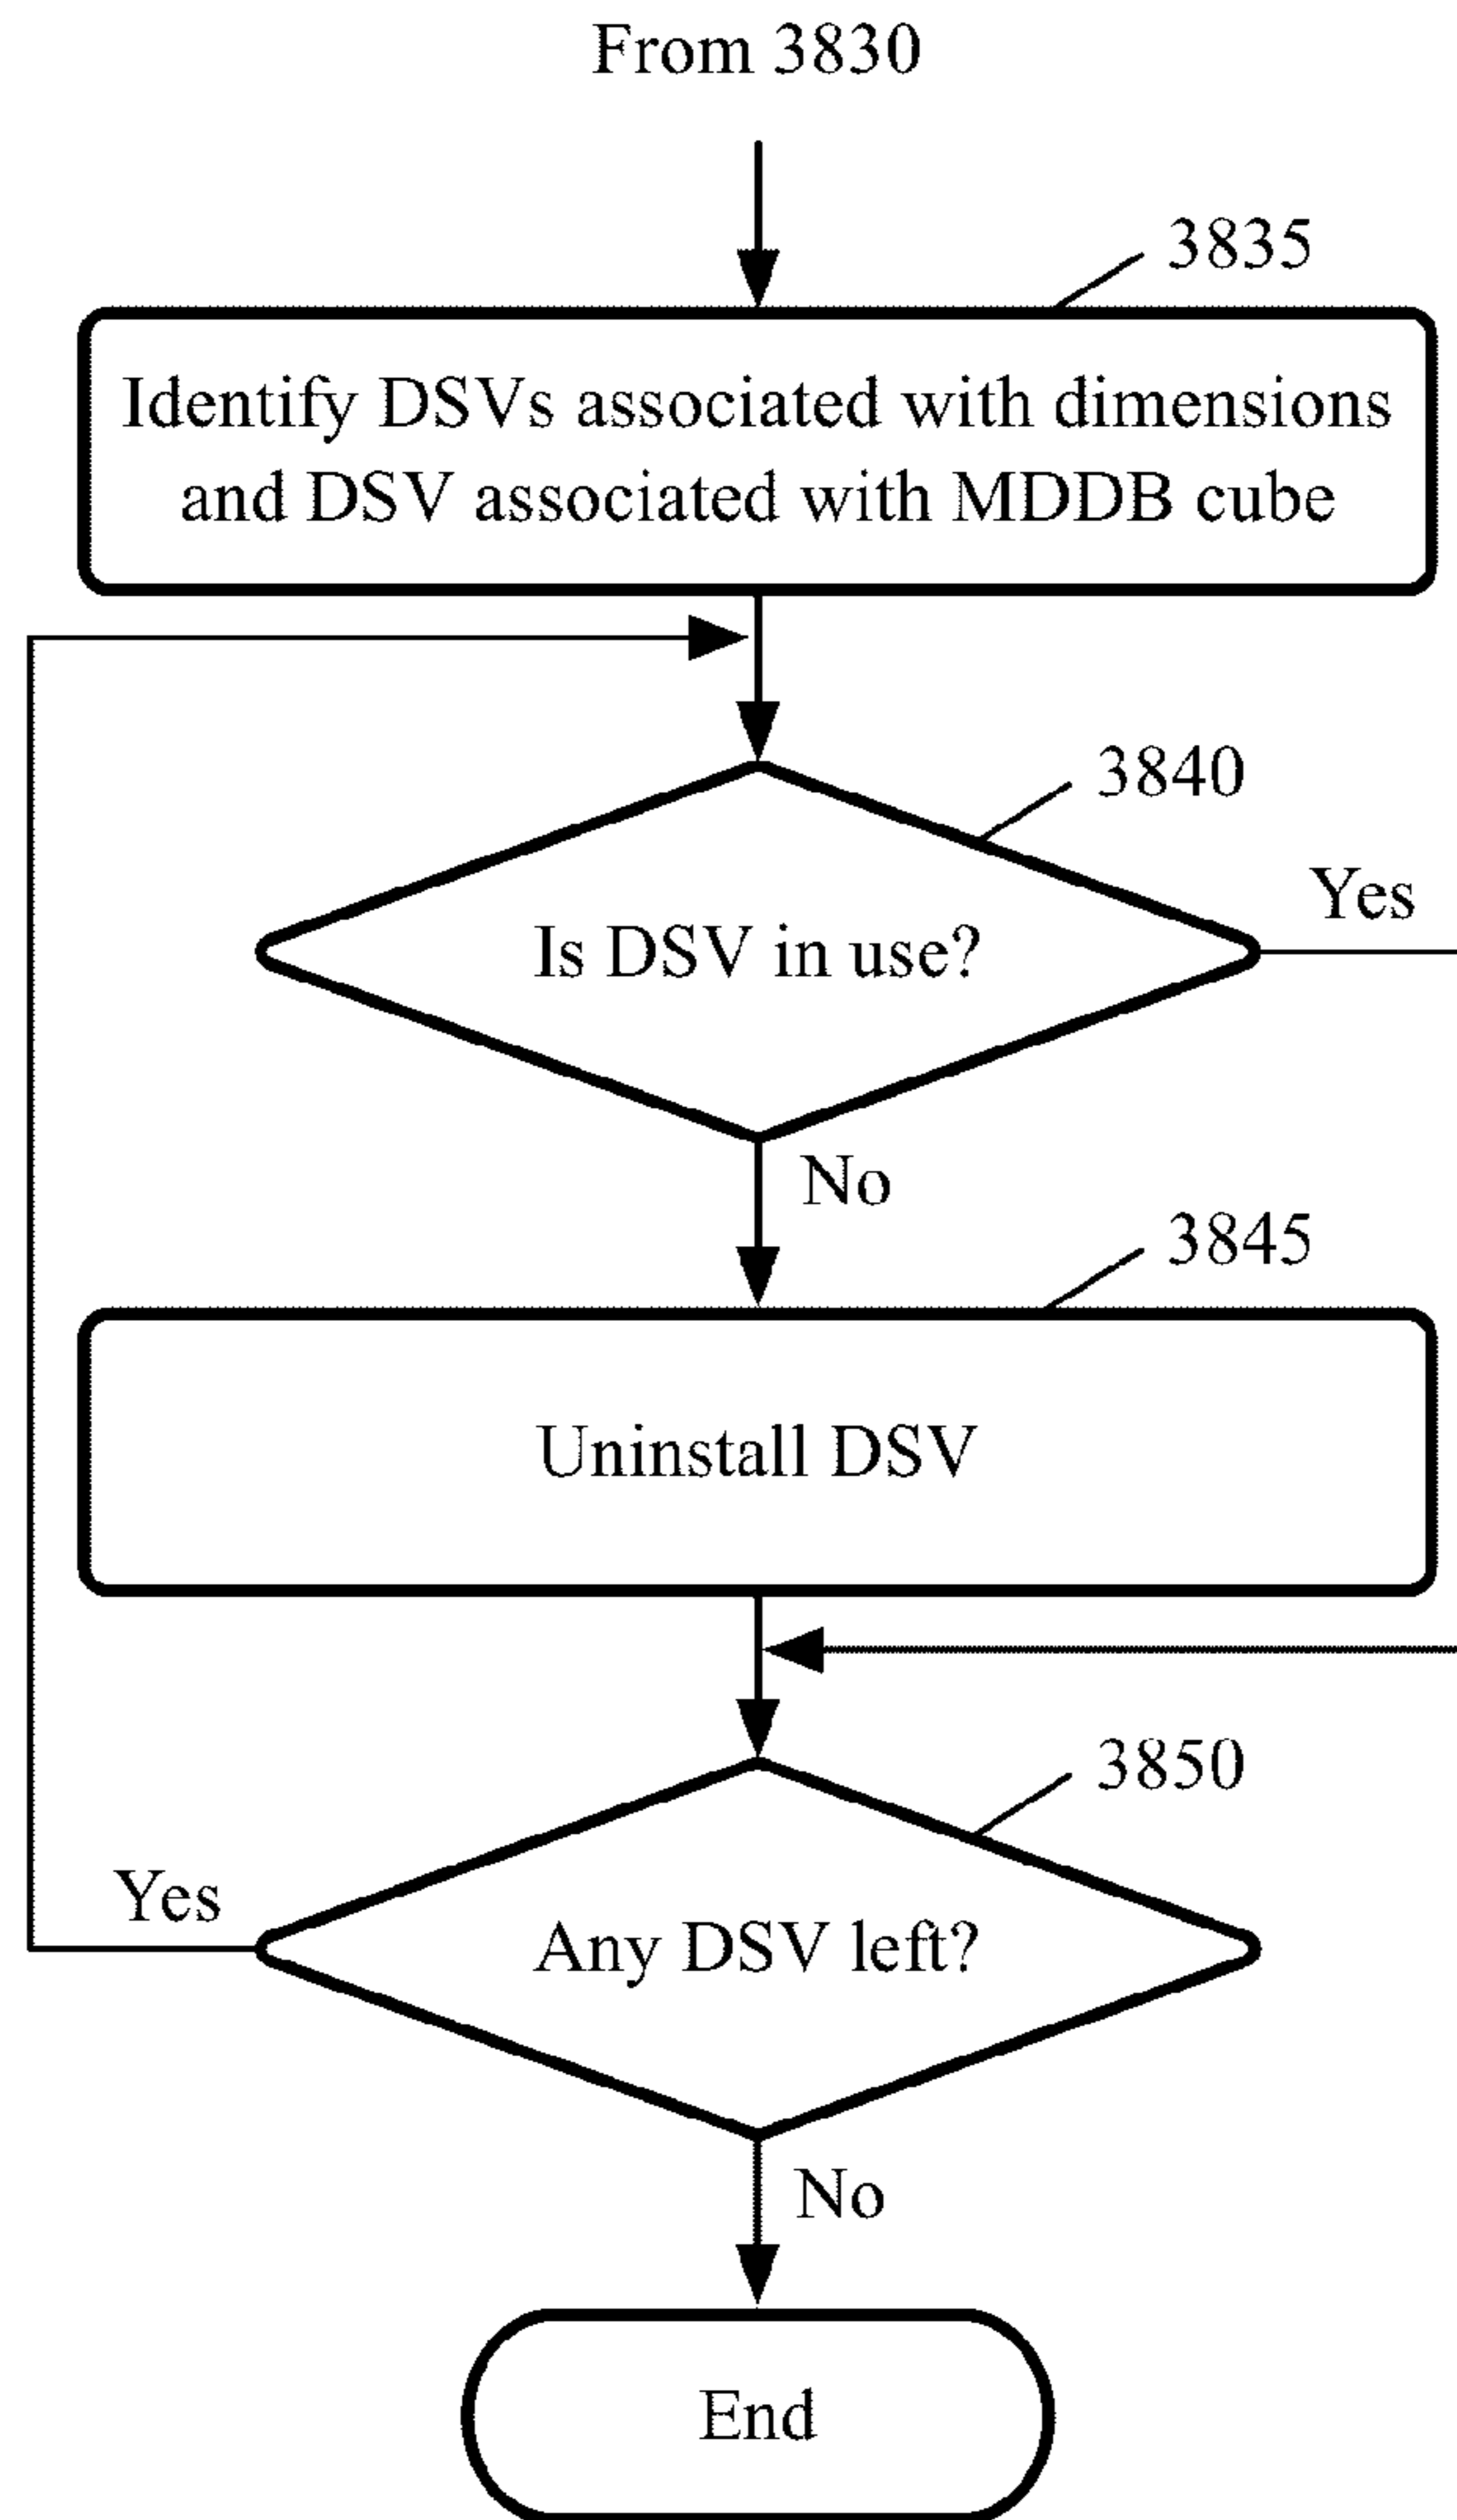 From 3830
3835
Identify DSVs associated with dimensions
and DSV associated with MDDB cube
3840
Yes
Is DSV in use?
No
3845
Uninstall DSV
3850
Yes
Any DSV left?
No
End